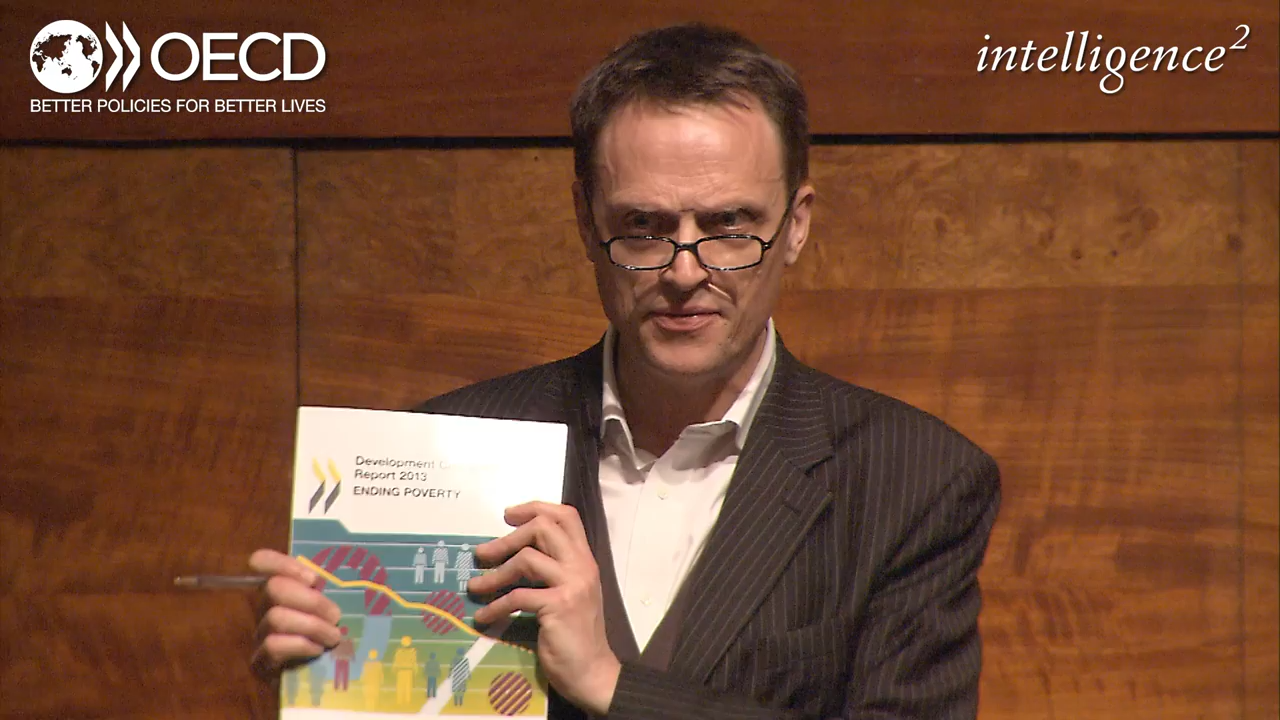 OECD
BETTER POLICIES FOR BETTER LIVES
intelligence²
Development
Report 2013
ENDING POVERTY